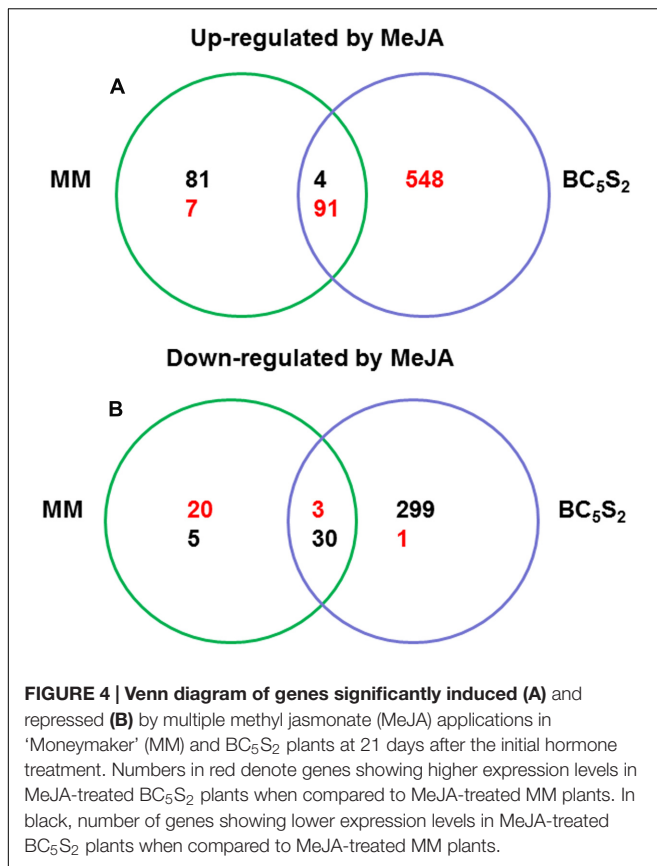 Up-regulated by MeJA
A
MM 81 4 548 BC₅S₂
7 91
Down-regulated by MeJA
B
MM 20 3 299 BC₅S₂
5 30 1
FIGURE 4 | Venn diagram of genes significantly induced (A) and
repressed (B) by multiple methyl jasmonate (MeJA) applications in
‘Moneymaker’ (MM) and BC₅S₂ plants at 21 days after the initial hormone
treatment. Numbers in red denote genes showing higher expression levels in
MeJA-treated BC₅S₂ plants when compared to MeJA-treated MM plants. In
black, number of genes showing lower expression levels in MeJA-treated
BC₅S₂ plants when compared to MeJA-treated MM plants.